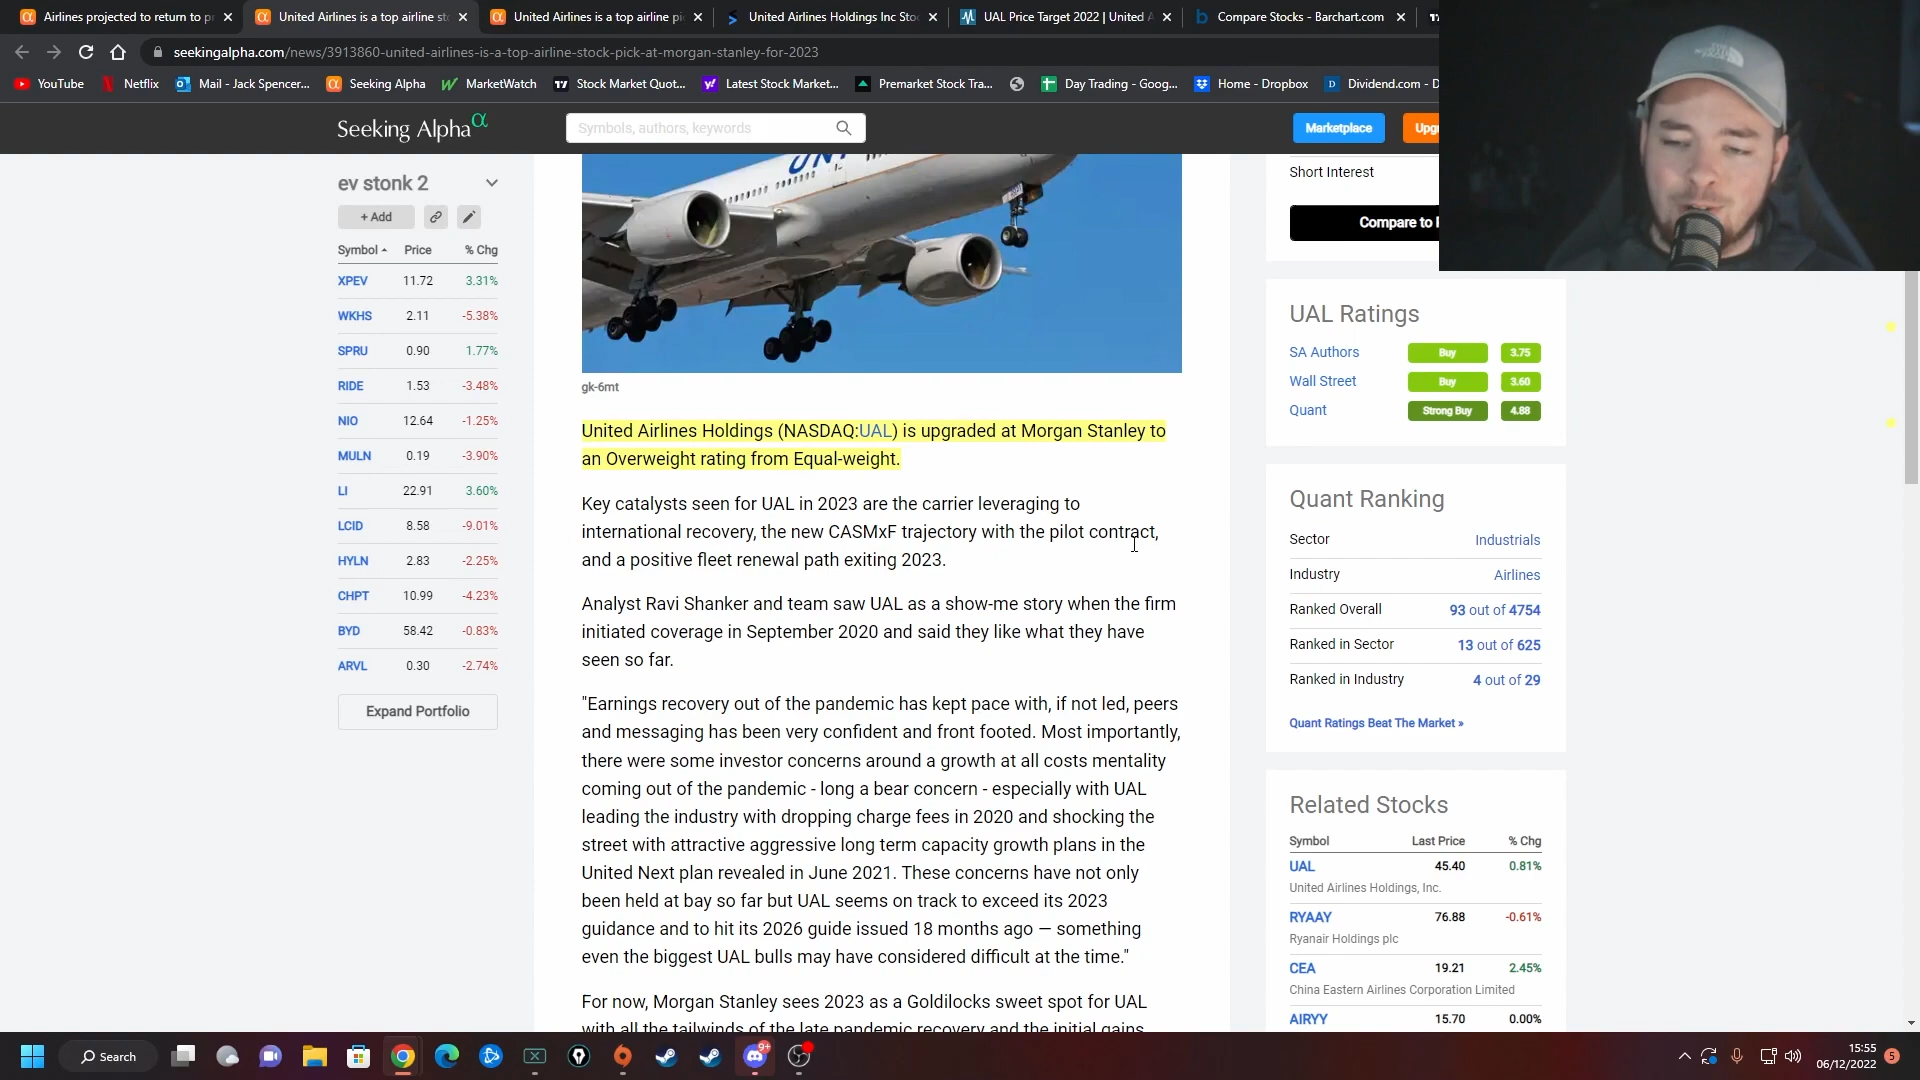 Airlines projected to return to pr
United Airlines is a top airline sto
United Airlines is a top airline pi
United Airlines Holdings Inc Stoc
UAL Price Target 2022 | United A
Compare Stocks - Barchart.com
seekingalpha.com/news/3913860-united-airlines-is-a-top-airline-stock-pick-at-morgan-stanley-for-2023
YouTube
Netflix
Mail - Jack Spencer...
Seeking Alpha
MarketWatch
Stock Market Quot...
Latest Stock Market...
Premarket Stock Tra...
Day Trading - Goog...
Home - Dropbox
Dividend.com - D
Seeking Alpha α
Symbols, authors, keywords
Marketplace
Upg
ev stonk 2
+ Add
Symbol Price % Chg
XPEV 11.72 3.31%
WKHS 2.11 -5.38%
SPRU 0.90 1.77%
RIDE 1.53 -3.48%
NIO 12.64 -1.25%
MULN 0.19 -3.90%
LI 22.91 3.60%
LCID 8.58 -9.01%
HYLN 2.83 -2.25%
CHPT 10.99 -4.23%
BYD 58.42 -0.83%
ARVL 0.30 -2.74%
Expand Portfolio
gk-6mt
United Airlines Holdings (NASDAQ:UAL) is upgraded at Morgan Stanley to
an Overweight rating from Equal-weight.
Key catalysts seen for UAL in 2023 are the carrier leveraging to
international recovery, the new CASMxF trajectory with the pilot contract,
and a positive fleet renewal path exiting 2023.
Analyst Ravi Shanker and team saw UAL as a show-me story when the firm
initiated coverage in September 2020 and said they like what they have
seen so far.
"Earnings recovery out of the pandemic has kept pace with, if not led, peers
and messaging has been very confident and front footed. Most importantly,
there were some investor concerns around a growth at all costs mentality
coming out of the pandemic - long a bear concern - especially with UAL
leading the industry with dropping charge fees in 2020 and shocking the
street with attractive aggressive long term capacity growth plans in the
United Next plan revealed in June 2021. These concerns have not only
been held at bay so far but UAL seems on track to exceed its 2023
guidance and to hit its 2026 guide issued 18 months ago — something
even the biggest UAL bulls may have considered difficult at the time."
For now, Morgan Stanley sees 2023 as a Goldilocks sweet spot for UAL
with all the tailwinds of the late pandemic recovery and the initial gains
Short Interest
Compare to
UAL Ratings
SA Authors Buy 3.75
Wall Street Buy 3.60
Quant Strong Buy 4.88
Quant Ranking
Sector Industrials
Industry Airlines
Ranked Overall 93 out of 4754
Ranked in Sector 13 out of 625
Ranked in Industry 4 out of 29
Quant Ratings Beat The Market »
Related Stocks
Symbol Last Price % Chg
UAL 45.40 0.81%
United Airlines Holdings, Inc.
RYAAY 76.88 -0.61%
Ryanair Holdings plc
CEA 19.21 2.45%
China Eastern Airlines Corporation Limited
AIRYY 15.70 0.00%
Search
9+
15:55
06/12/2022
5